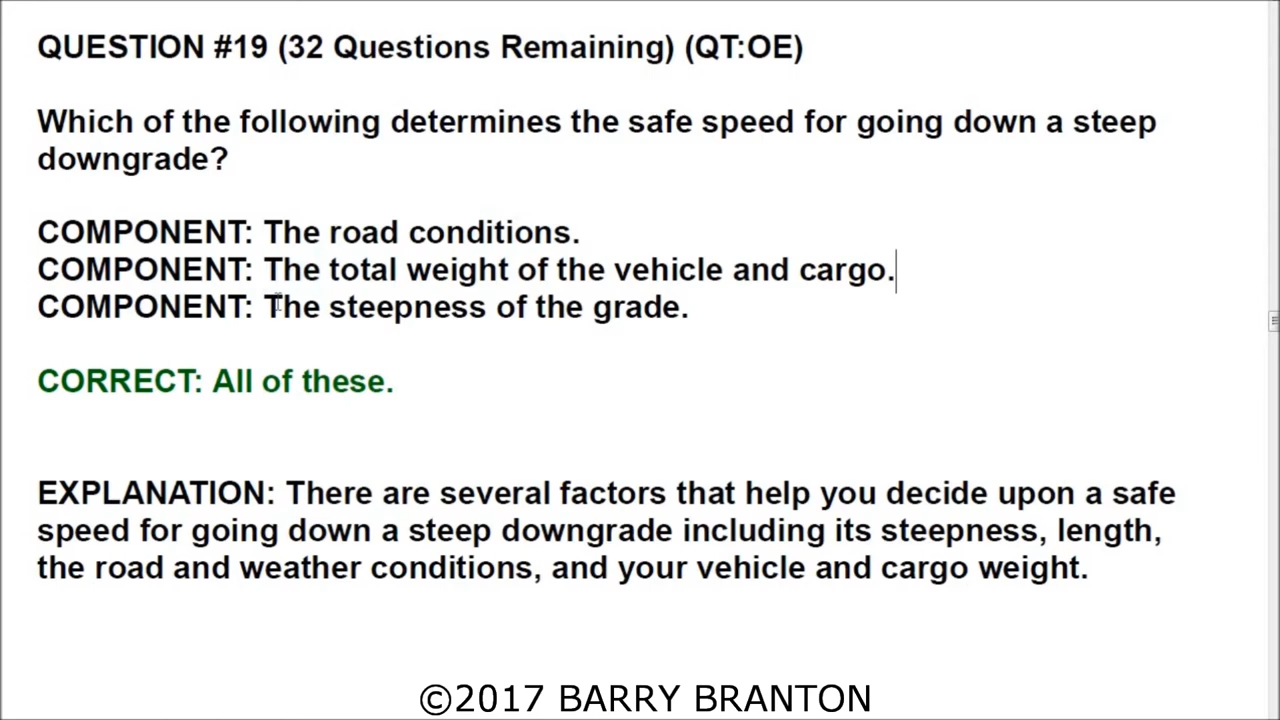 QUESTION #19 (32 Questions Remaining) (QT:OE)
Which of the following determines the safe speed for going down a steep
downgrade?
COMPONENT: The road conditions.
COMPONENT: The total weight of the vehicle and cargo.
COMPONENT: The steepness of the grade.
CORRECT: All of these.
EXPLANATION: There are several factors that help you decide upon a safe
speed for going down a steep downgrade including its steepness, length,
the road and weather conditions, and your vehicle and cargo weight.
©2017 BARRY BRANTON